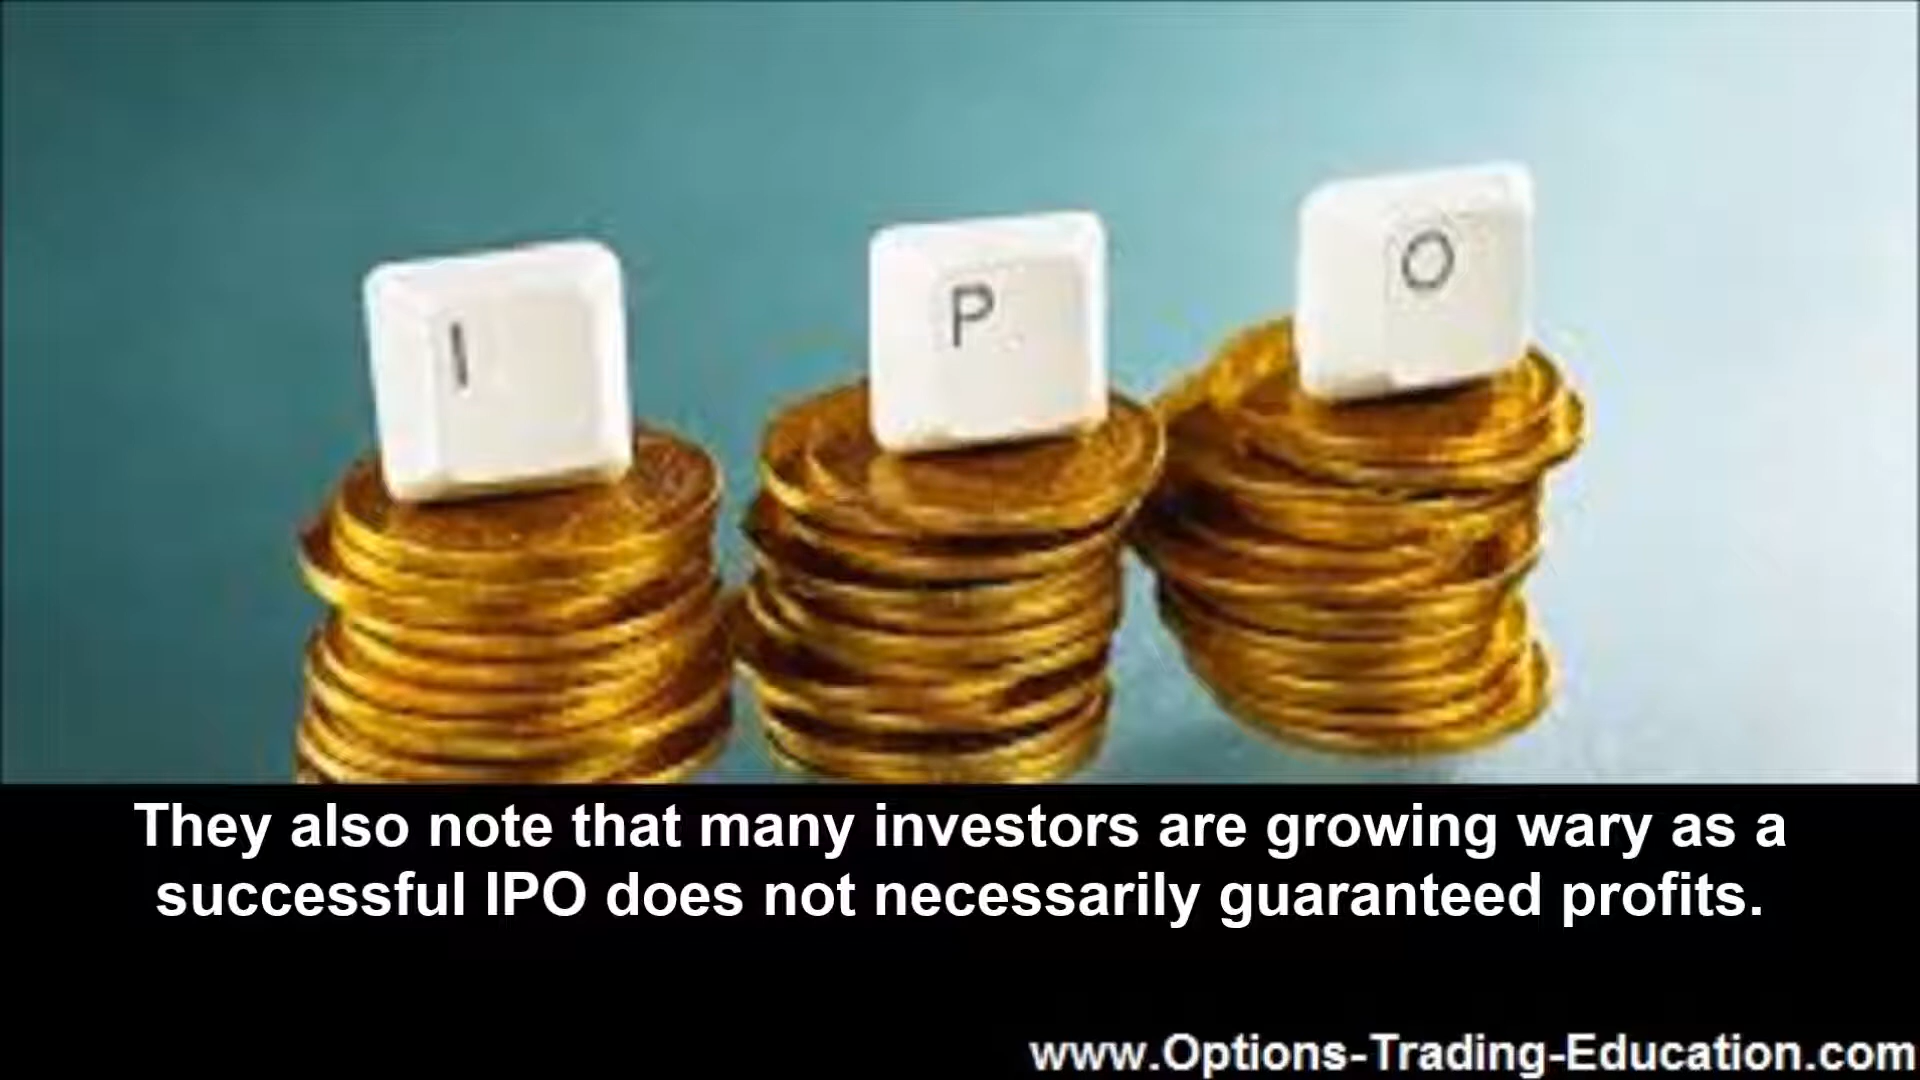 I P O
They also note that many investors are growing wary as a
successful IPO does not necessarily guaranteed profits.
www.Options-Trading-Education.com